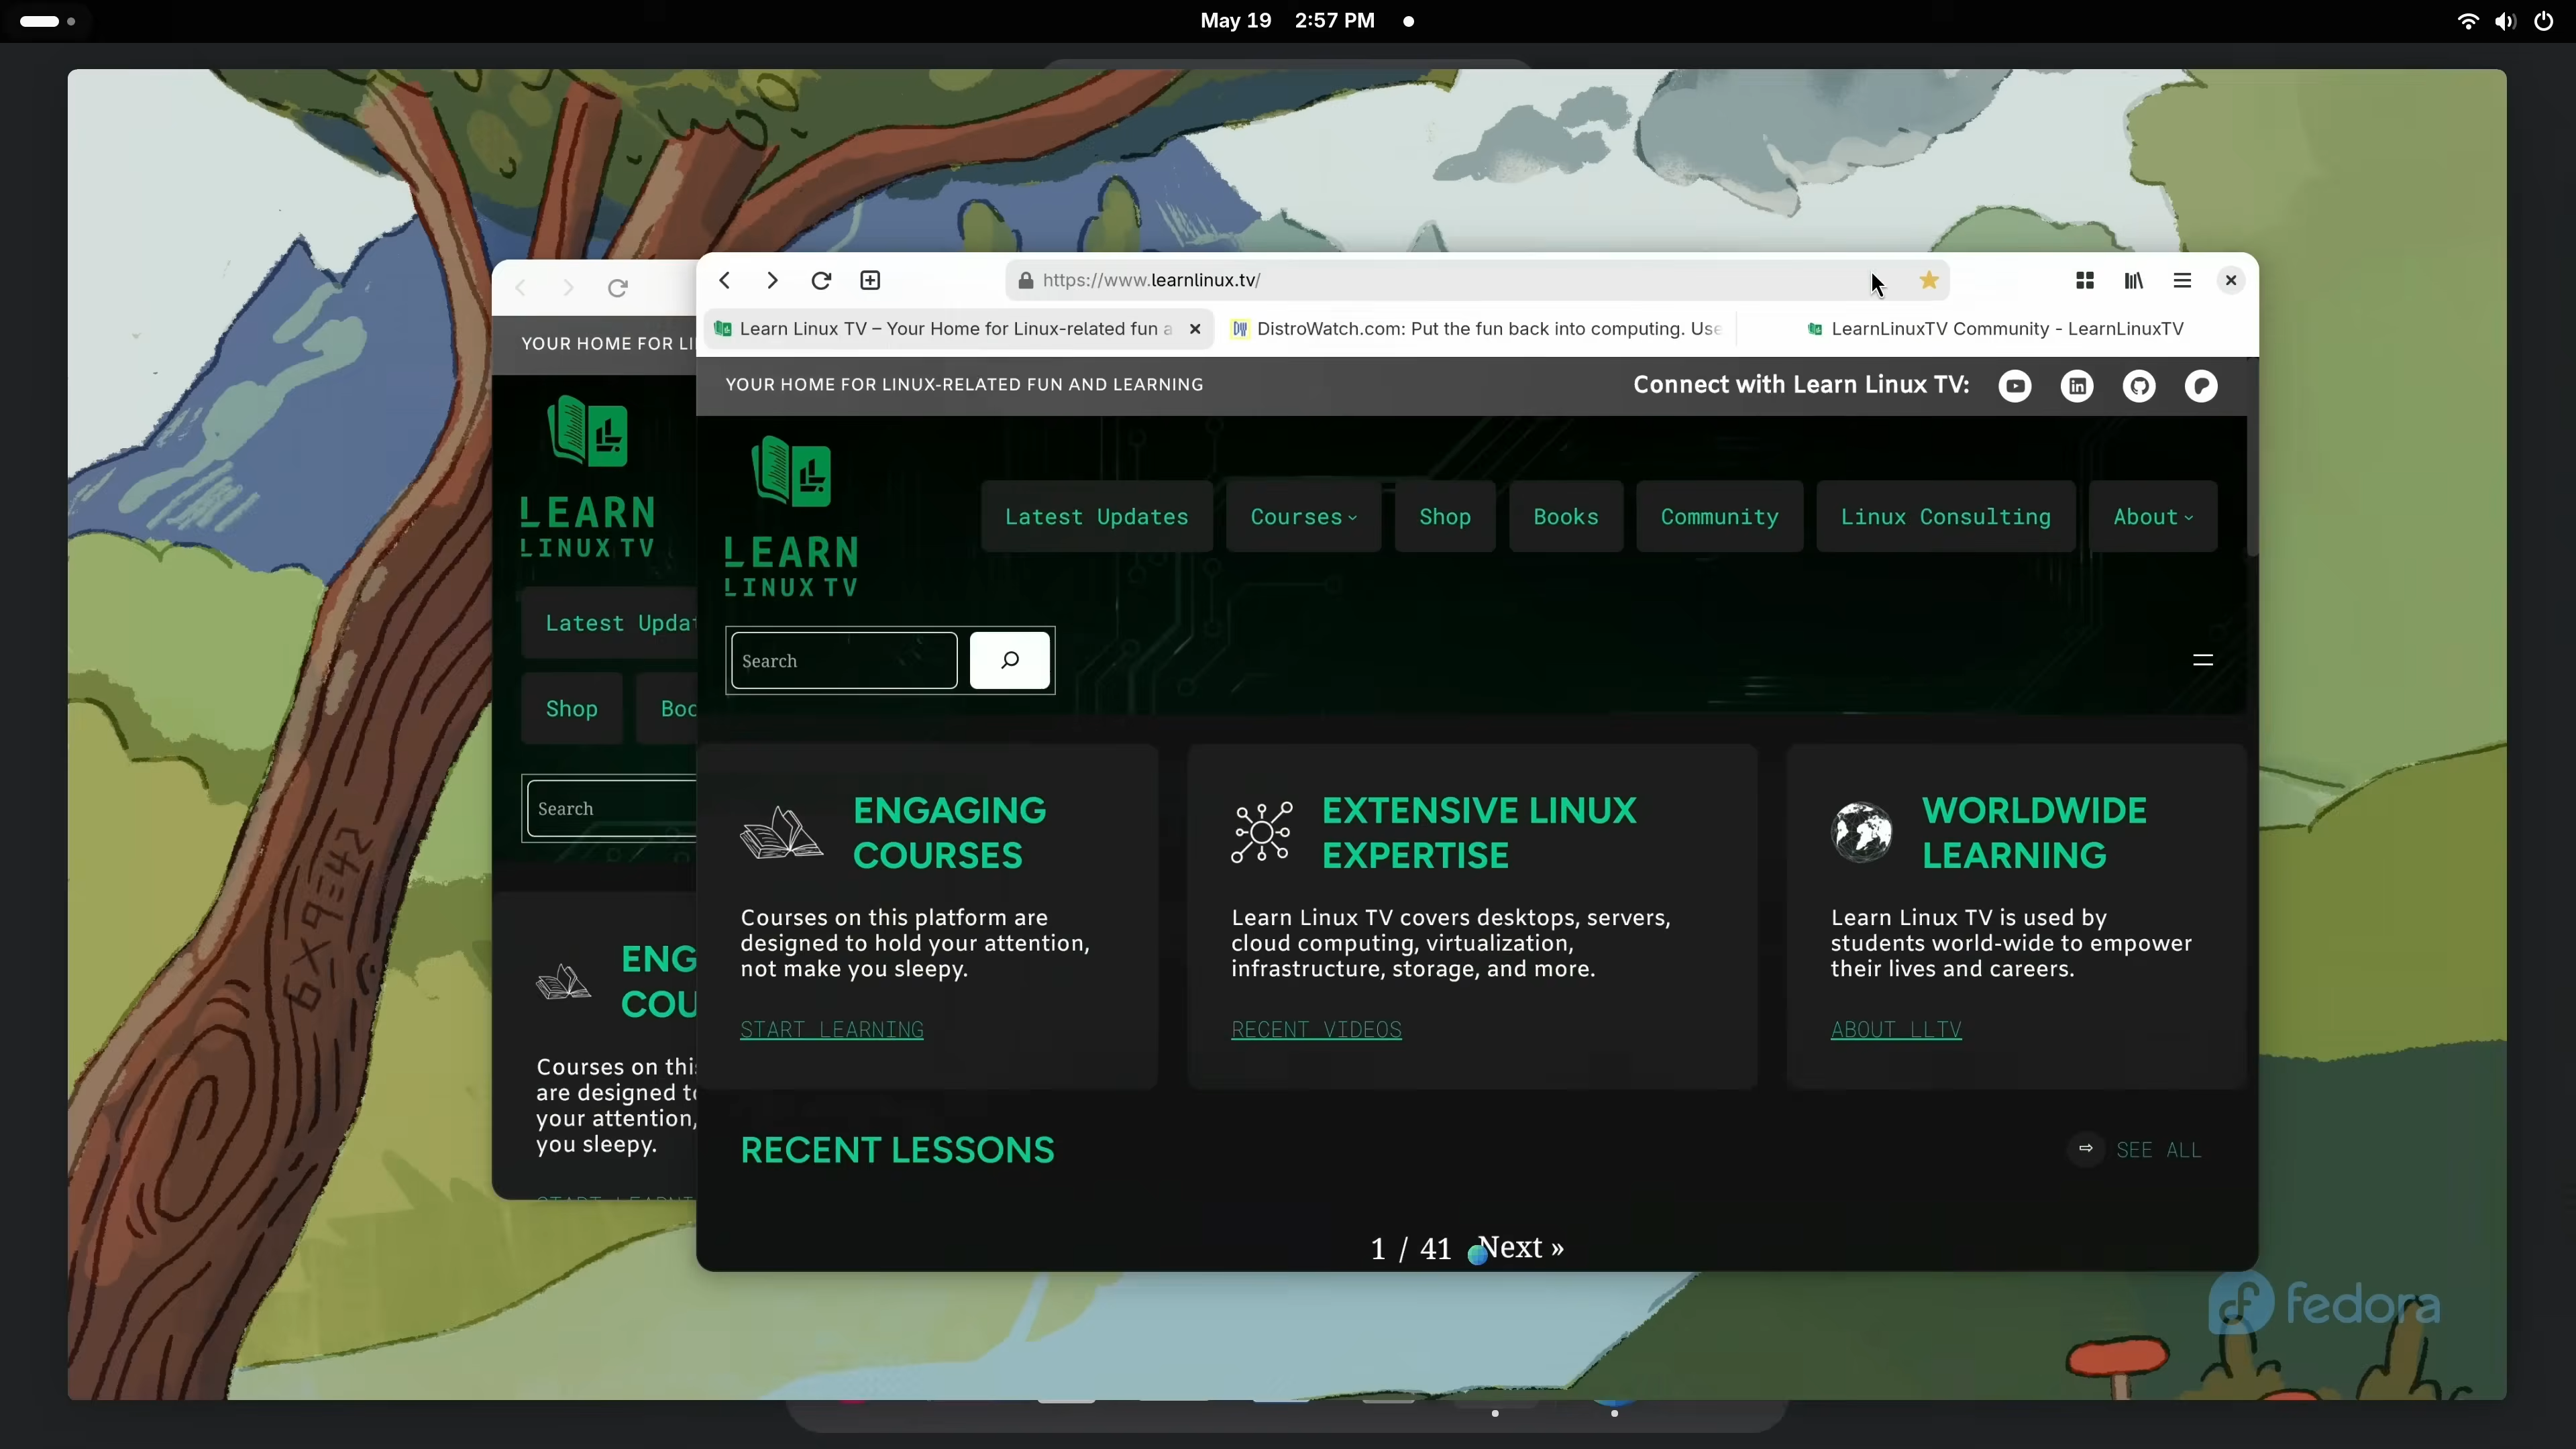 May 19 2:57 PM
https://www.learnlinux.tv/
Learn Linux TV – Your Home for Linux-related fun a
DistroWatch.com: Put the fun back into computing. Use
LearnLinuxTV Community - LearnLinuxTV
YOUR HOME FOR LINUX-RELATED FUN AND LEARNING
Connect with Learn Linux TV:
LEARN
LINUX TV
Latest Updates
Courses
Shop
Books
Community
Linux Consulting
About
Search
ENGAGING
COURSES
Courses on this platform are
designed to hold your attention,
not make you sleepy.
START LEARNING
EXTENSIVE LINUX
EXPERTISE
Learn Linux TV covers desktops, servers,
cloud computing, virtualization,
infrastructure, storage, and more.
RECENT VIDEOS
WORLDWIDE
LEARNING
Learn Linux TV is used by
students world-wide to empower
their lives and careers.
ABOUT LLTV
RECENT LESSONS
SEE ALL
1 / 41 Next »
YOUR HOME FOR LI
LEARN
LINUX TV
Latest Updat
Shop
Boo
Search
ENG
COU
Courses on this
are designed to
your attention,
you sleepy.
6×9=42
fedora